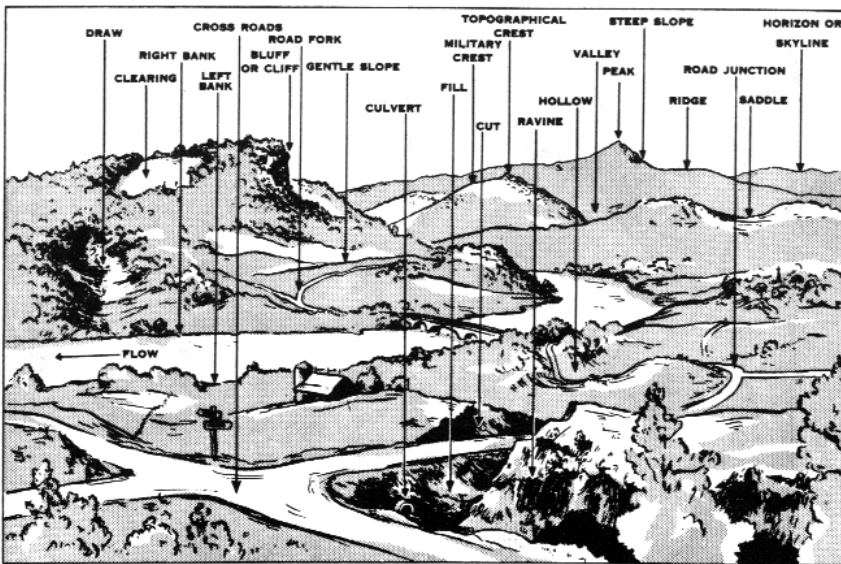 DRAW
CROSS ROADS
RIGHT BANK
CLEARING
LEFT
BANK
ROAD FORK
BLUFF
OR CLIFF
GENTLE SLOPE
CULVERT
TOPOGRAPHICAL
CREST
MILITARY
CREST
FILL
CUT
RAVINE
HOLLOW
VALLEY
STEEP SLOPE
PEAK
RIDGE
ROAD JUNCTION
SADDLE
HORIZON OR
SKYLINE
FLOW